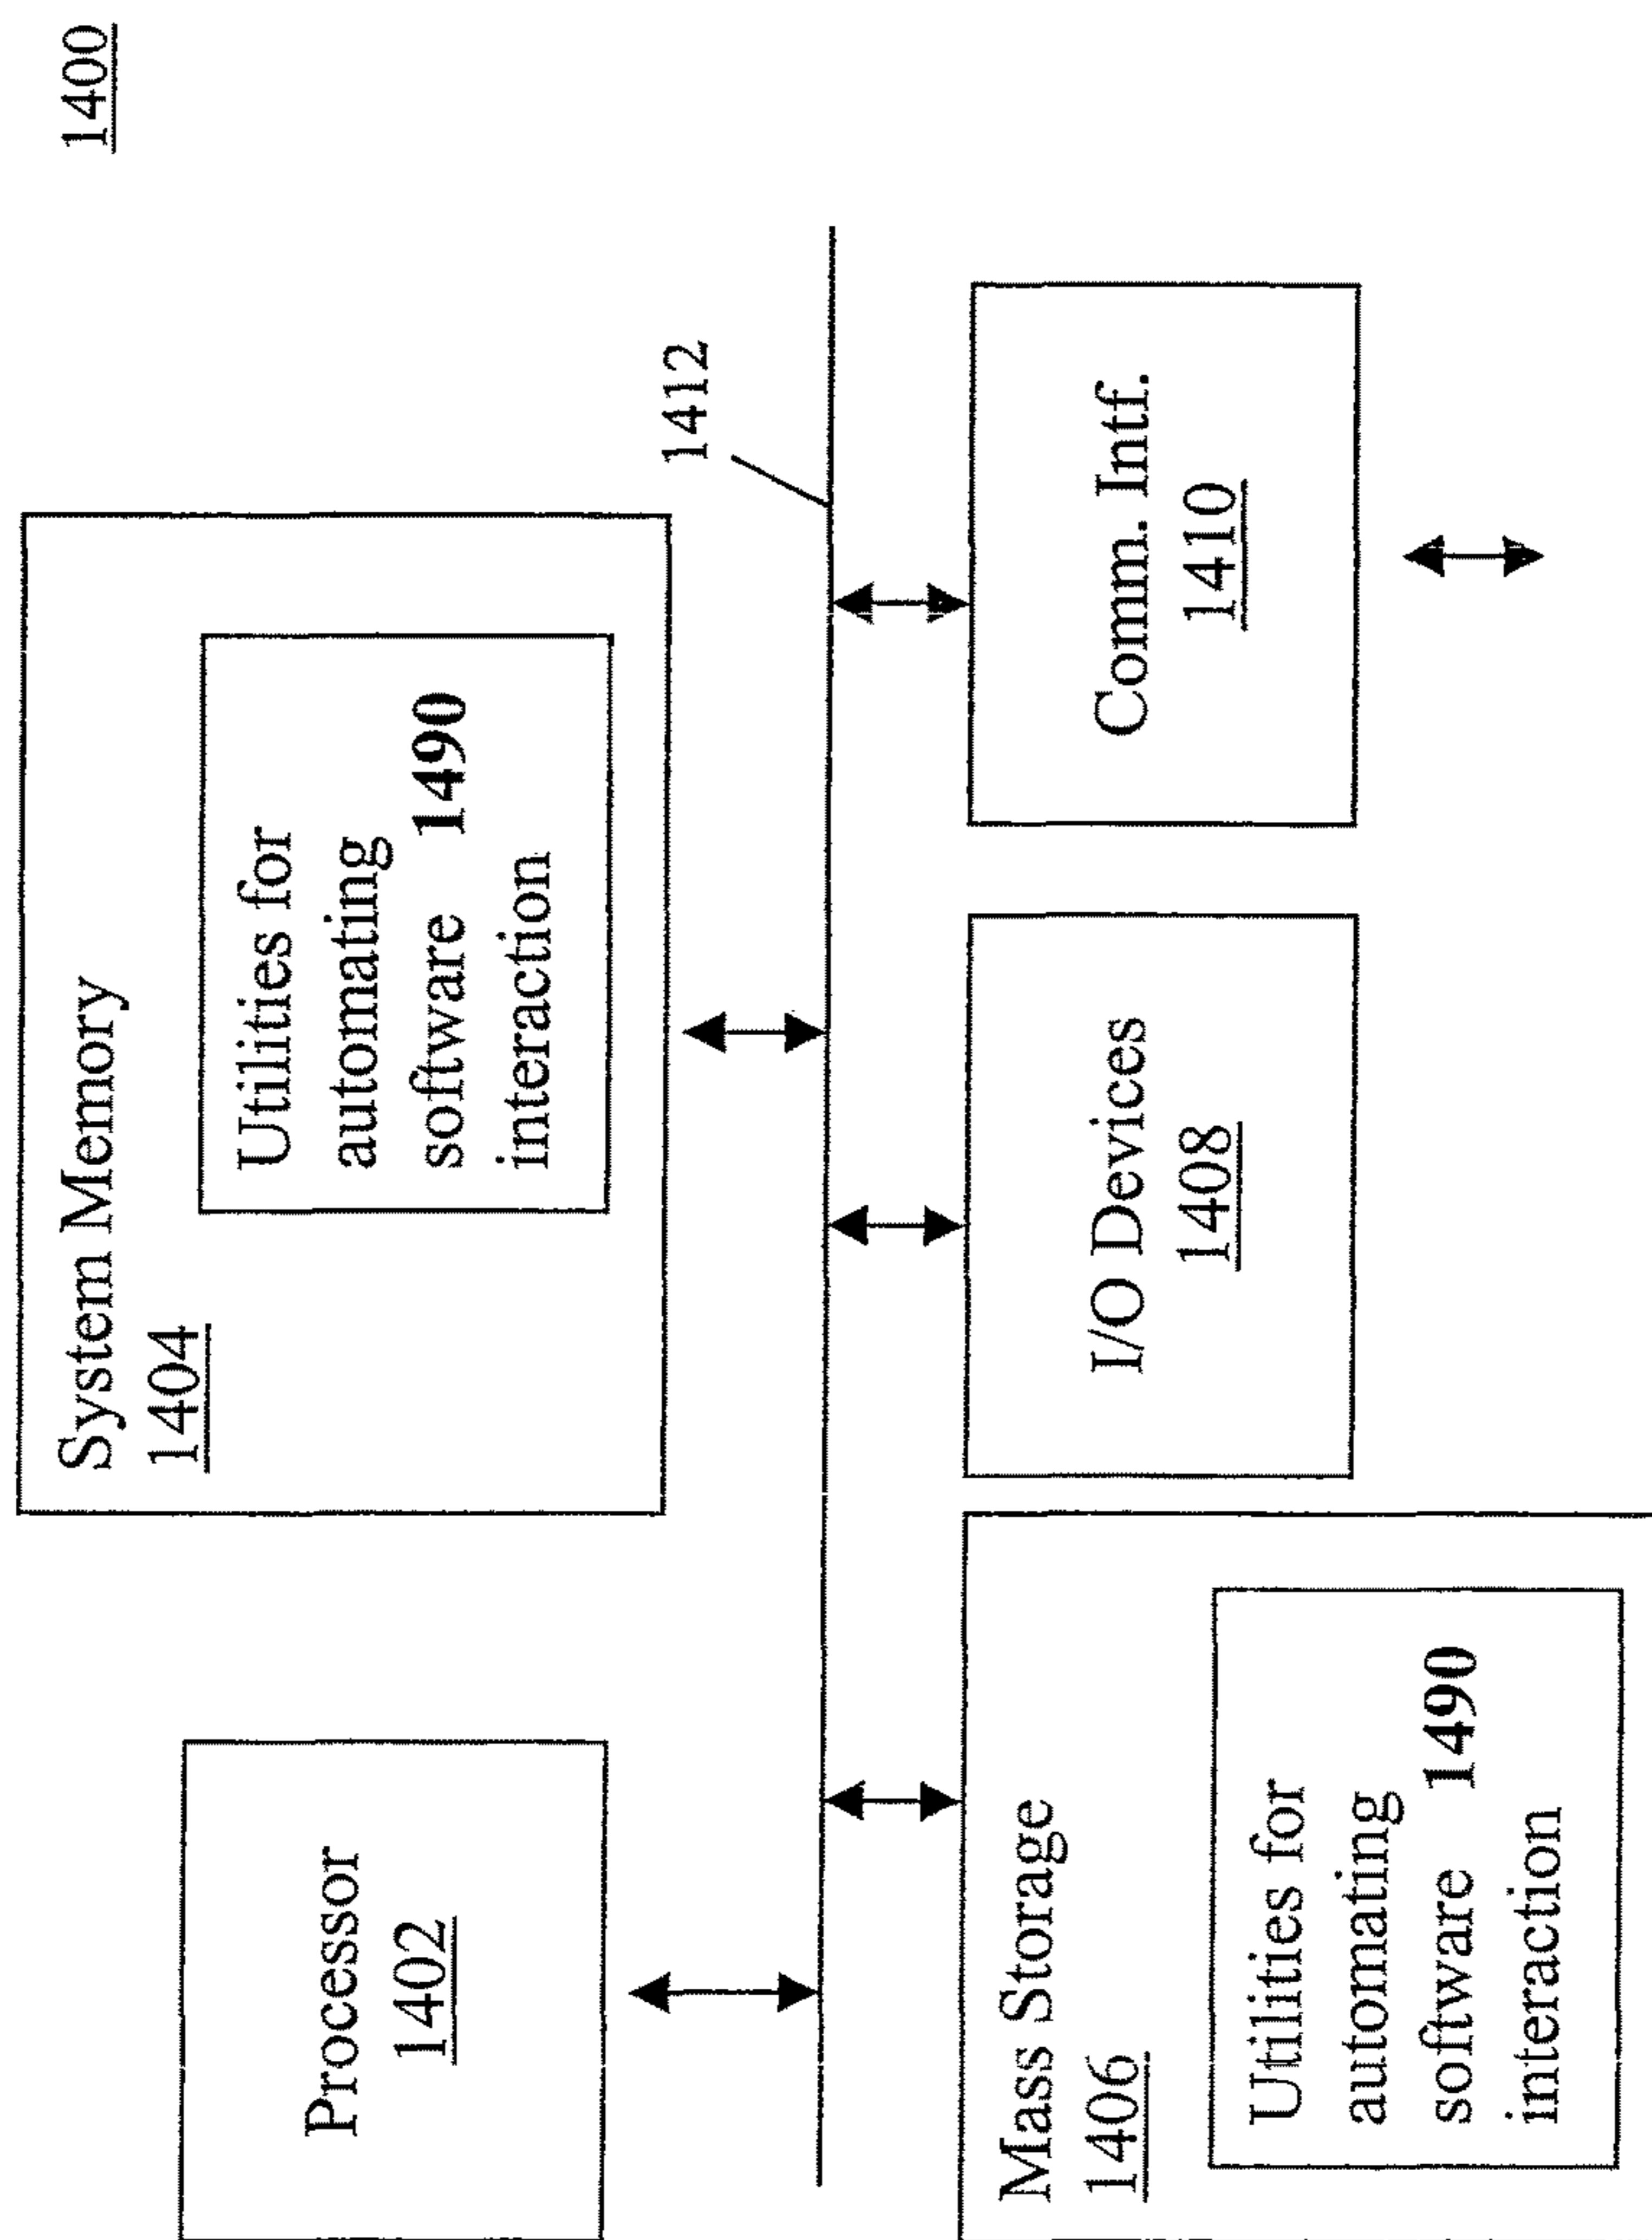 1400
Processor
1402
System Memory
1404
Utilities for
automating
software 1490
interaction
1412
Mass Storage
1406
Utilities for
automating
software 1490
interaction
I/O Devices
1408
Comm. Intf.
1410